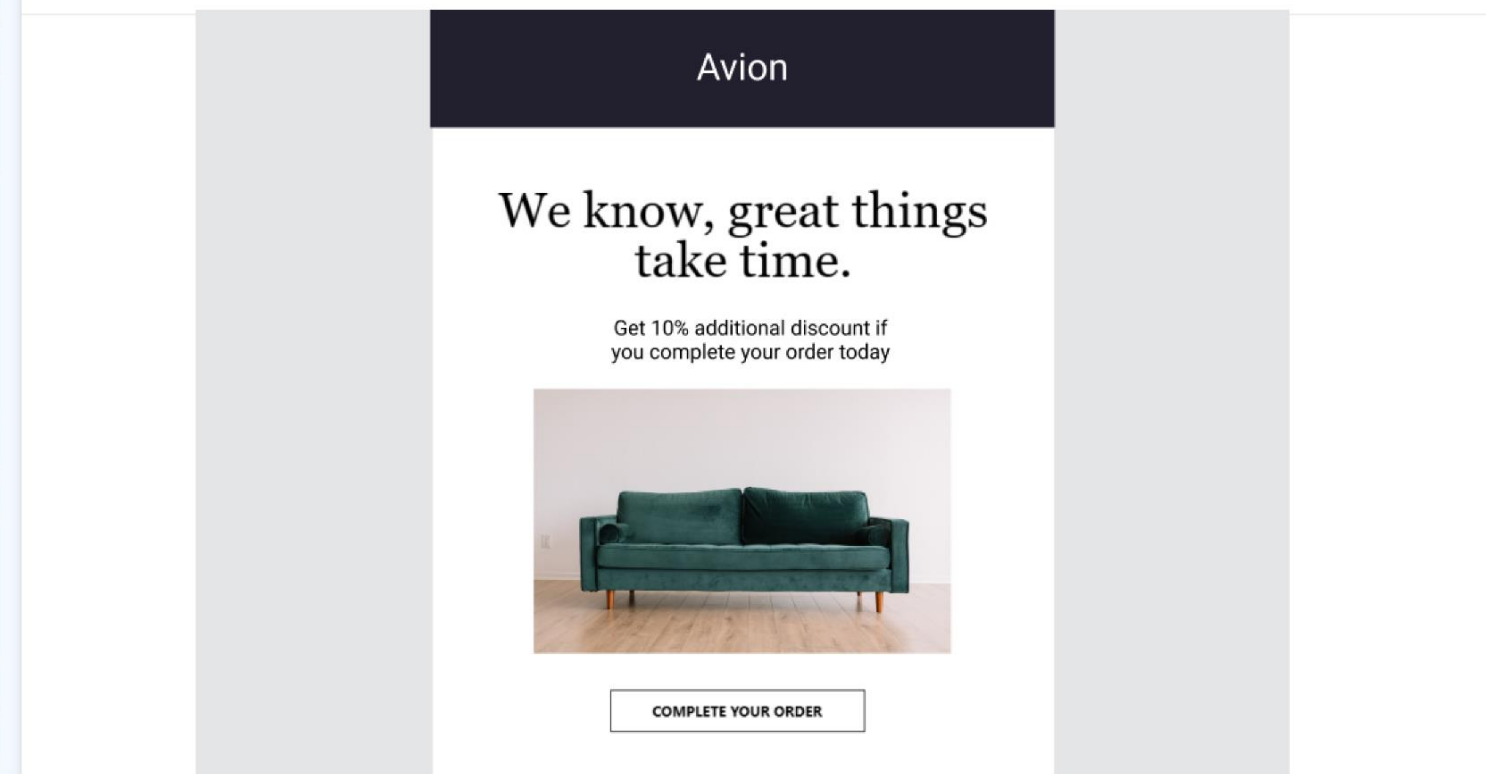 Avion
We know, great things
take time.
Get 10% additional discount if
you complete your order today
COMPLETE YOUR ORDER